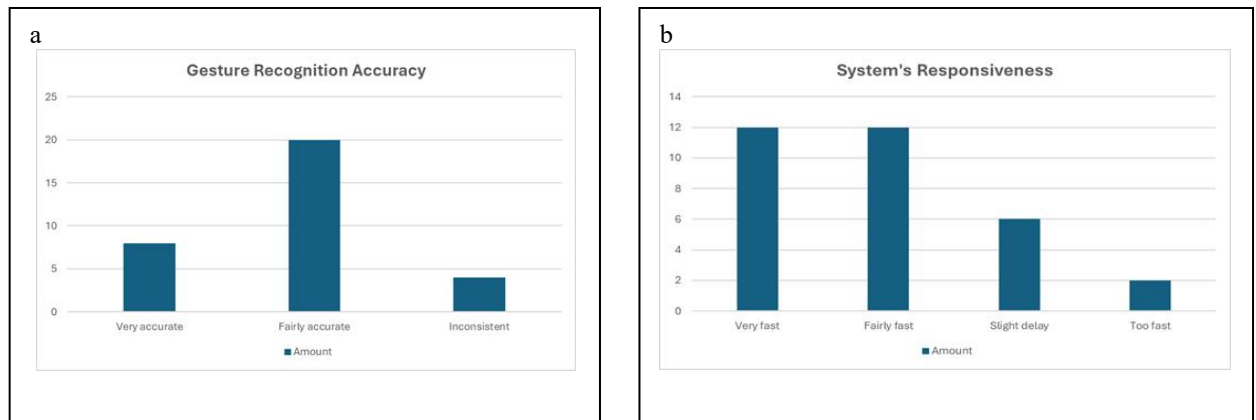 a
Gesture Recognition Accuracy
25
20
15
10
5
0
Very accurate Fairly accurate Inconsistent
Amount
b
System's Responsiveness
14
12
10
8
6
4
2
0
Very fast Fairly fast Slight delay Too fast
Amount